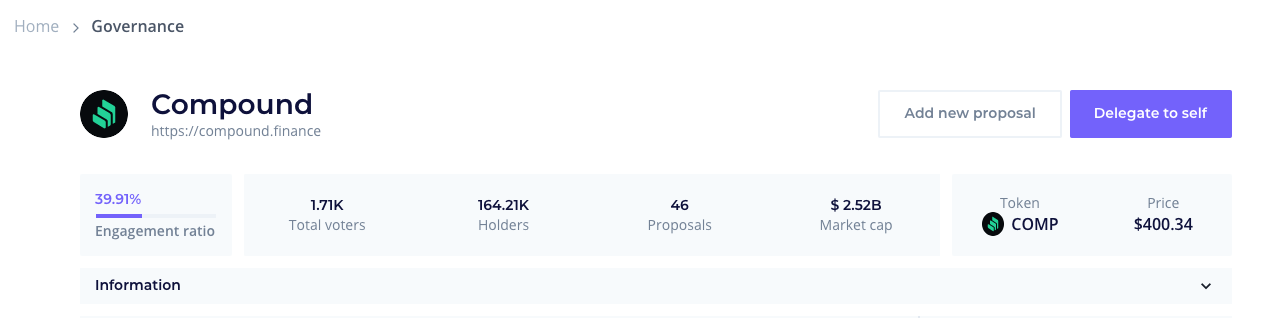 Home > Governance
Compound
https://compound.finance
Add new proposal
Delegate to self
39.91%
Engagement ratio
1.71K
Total voters
164.21K
Holders
46
Proposals
$ 2.52B
Market cap
Token
COMP
Price
$400.34
Information